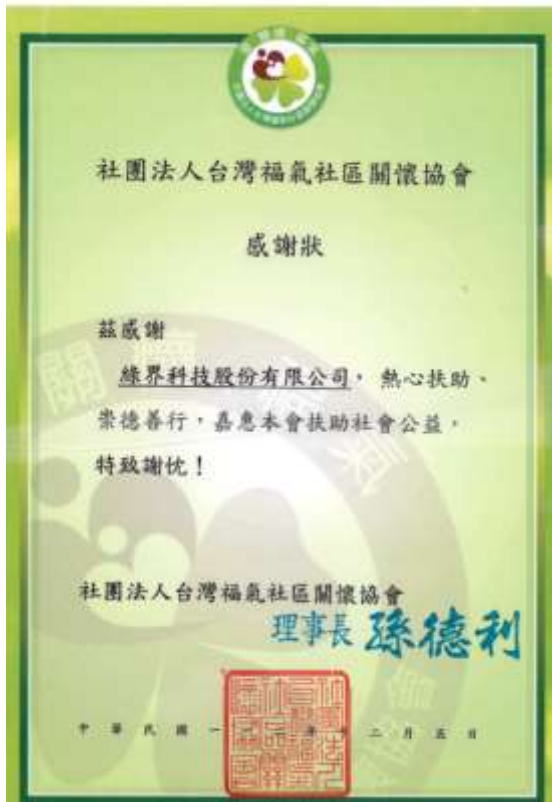 社團法人台灣福氣社區關懷協會
感謝狀
茲感謝
綠界科技股份有限公司，熱心扶助、
崇德善行，嘉惠本會扶助社會公益，
特致謝忱！
社團法人台灣福氣社區關懷協會
理事長 孫德利
中華民國一 二月五日